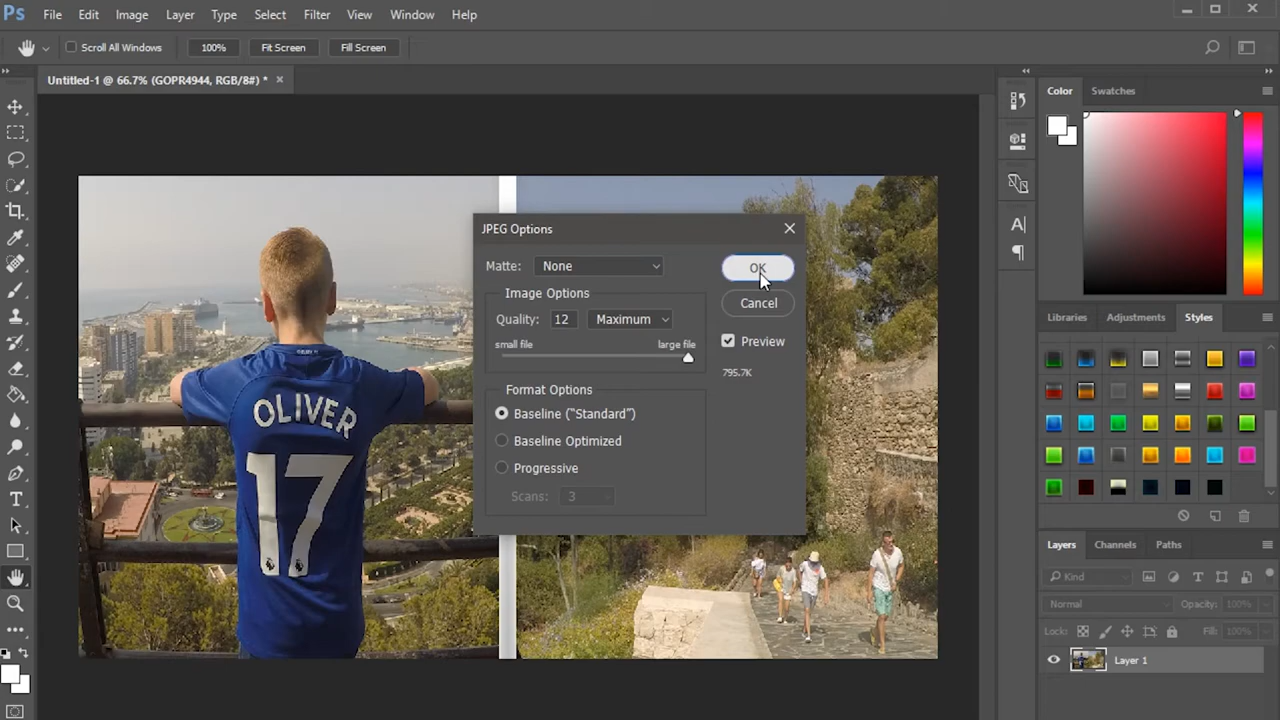 Ps File Edit Image Layer Type Select Filter View Window Help
Scroll All Windows 100% Fit Screen Fill Screen
Untitled-1 @ 66.7% (GOPR4944, RGB/8#) *
Color Swatches
JPEG Options
Matte: None
OK
Image Options
Cancel
Quality: 12 Maximum
Preview
small file large file
795.7K
Format Options
Baseline ("Standard")
Baseline Optimized
Progressive
Scans: 3
OLIVER
17
Libraries Adjustments Styles
Layers Channels Paths
Kind
Normal Opacity: 100%
Lock: Fill: 100%
Layer 1